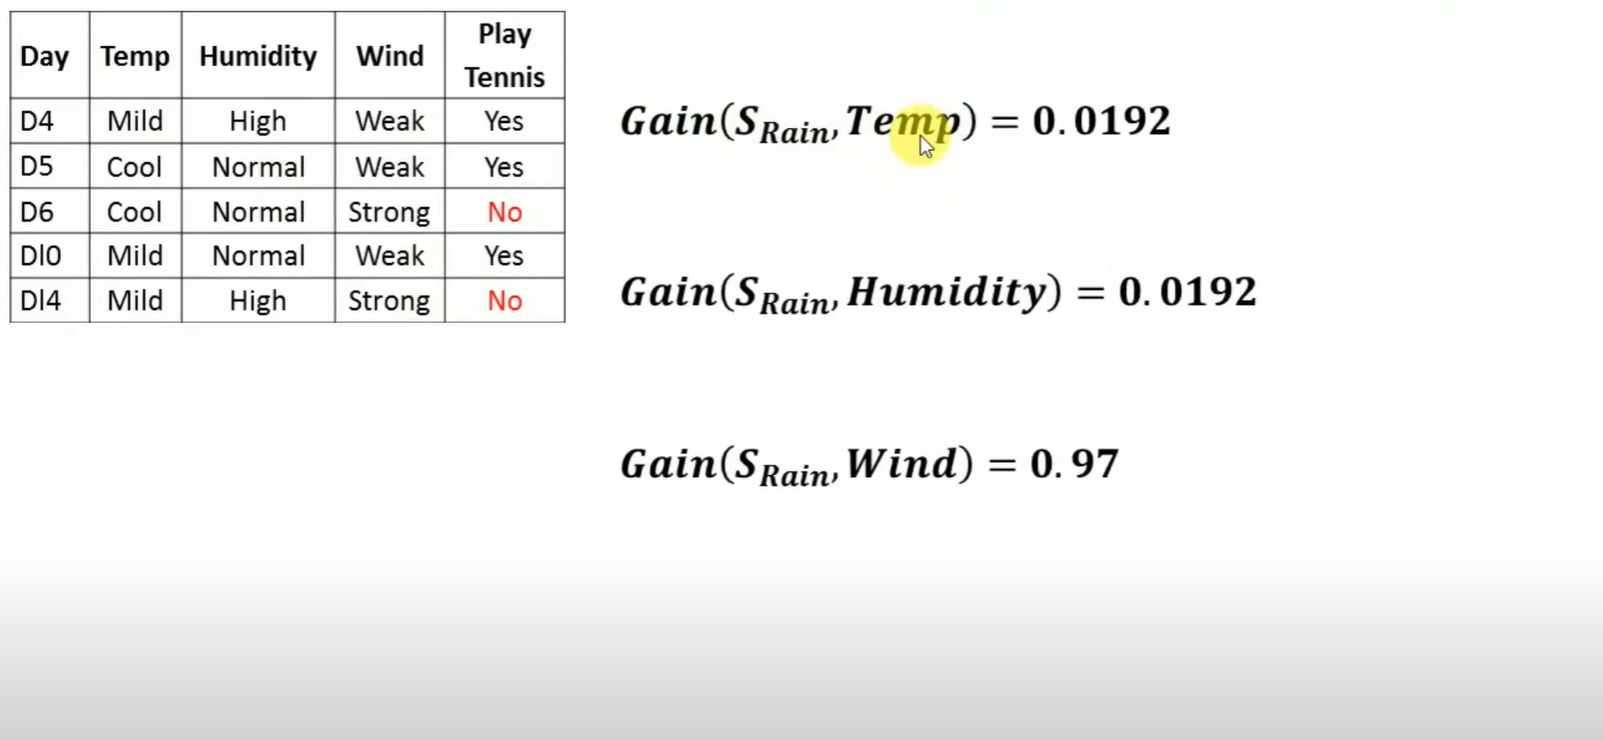 Day Temp Humidity Wind Play Tennis
D4 Mild High Weak Yes
D5 Cool Normal Weak Yes
D6 Cool Normal Strong No
Dl0 Mild Normal Weak Yes
Dl4 Mild High Strong No
Gain(S_Rain, Temp) = 0.0192
Gain(S_Rain, Humidity) = 0.0192
Gain(S_Rain, Wind) = 0.97